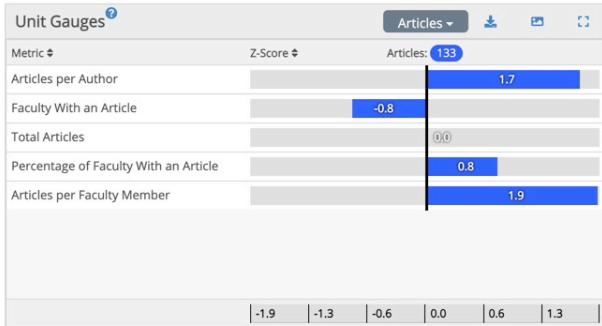 Unit Gauges?
Articles
Metric Z-Score Articles: 133
Articles per Author 1.7
Faculty With an Article -0.8
Total Articles 0.0
Percentage of Faculty With an Article 0.8
Articles per Faculty Member 1.9
-1.9 -1.3 -0.6 0.0 0.6 1.3